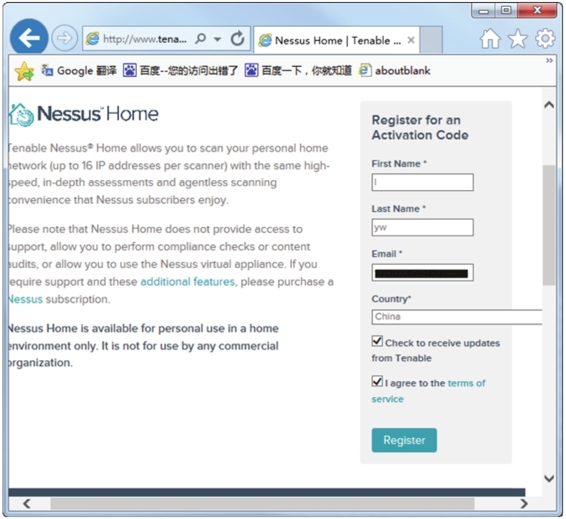 http://www.tena...
Nessus Home | Tenable ...
Google 翻译
百度--您的访问出错了
百度一下，你就知道
aboutblank
Nessus™ Home
Tenable Nessus® Home allows you to scan your personal home
network (up to 16 IP addresses per scanner) with the same high-
speed, in-depth assessments and agentless scanning
convenience that Nessus subscribers enjoy.
Please note that Nessus Home does not provide access to
support, allow you to perform compliance checks or content
audits, or allow you to use the Nessus virtual appliance. If you
require support and these additional features, please purchase a
Nessus subscription.
Nessus Home is available for personal use in a home
environment only. It is not for use by any commercial
organization.
Register for an
Activation Code
First Name *
l
Last Name *
yw
Email *
Country*
China
Check to receive updates
from Tenable
I agree to the terms of
service
Register